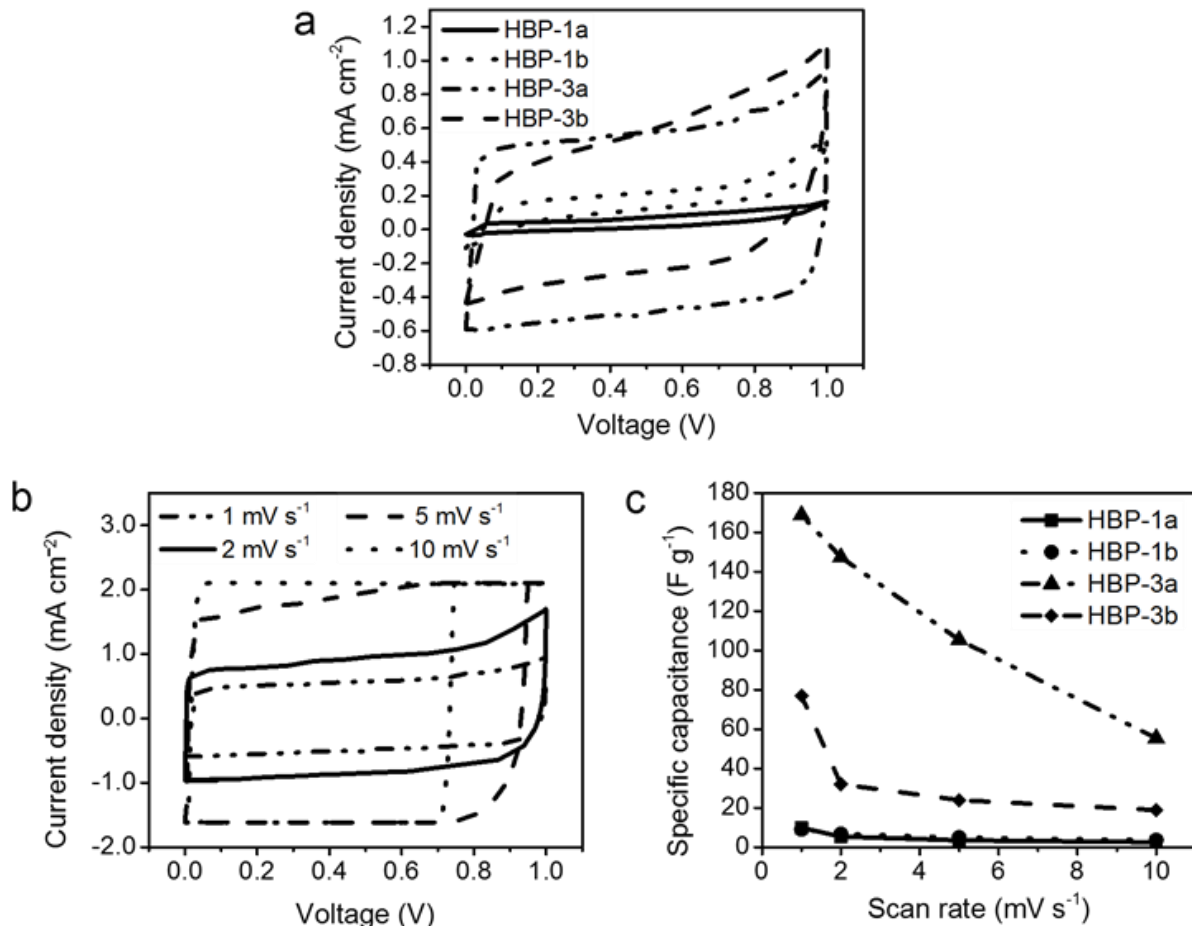 a
HBP-1a
HBP-1b
HBP-3a
HBP-3b
1.2
1.0
0.8
0.6
0.4
0.2
0.0
-0.2
-0.4
-0.6
-0.8
Current density (mA cm⁻²)
0.0 0.2 0.4 0.6 0.8 1.0
Voltage (V)
b
1 mV s⁻¹ 5 mV s⁻¹
2 mV s⁻¹ 10 mV s⁻¹
3.0
2.0
1.0
0.0
-1.0
-2.0
Current density (mA cm⁻²)
0.0 0.2 0.4 0.6 0.8 1.0
Voltage (V)
c
HBP-1a
HBP-1b
HBP-3a
HBP-3b
180
160
140
120
100
80
60
40
20
0
Specific capacitance (F g⁻¹)
0 2 4 6 8 10
Scan rate (mV s⁻¹)